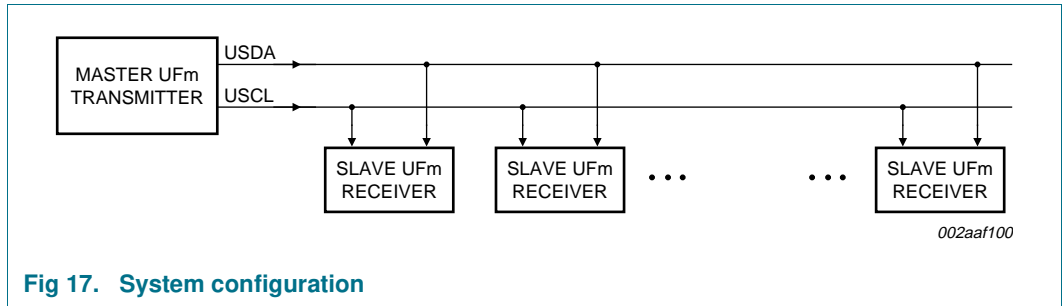 USDA
MASTER UFm
TRANSMITTER
USCL
SLAVE UFm
RECEIVER
SLAVE UFm
RECEIVER
SLAVE UFm
RECEIVER
002aaf100
Fig 17. System configuration